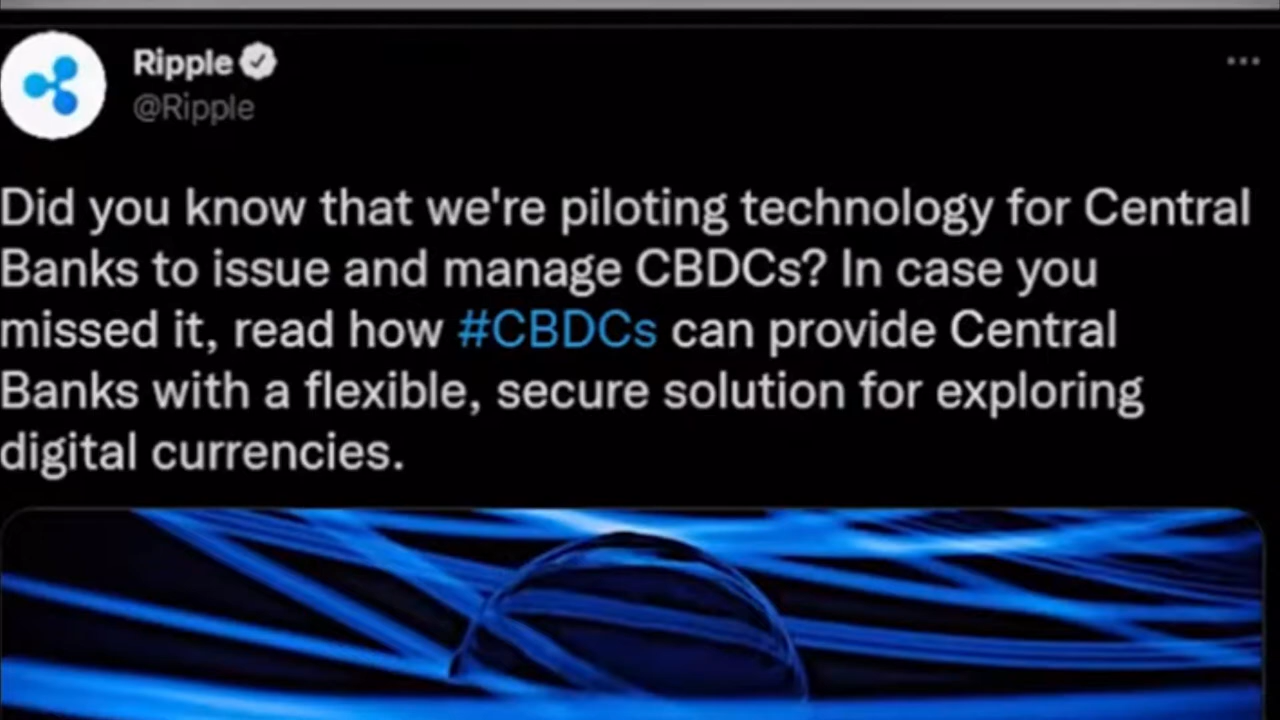 Ripple
@Ripple
Did you know that we're piloting technology for Central
Banks to issue and manage CBDCs? In case you
missed it, read how #CBDCs can provide Central
Banks with a flexible, secure solution for exploring
digital currencies.